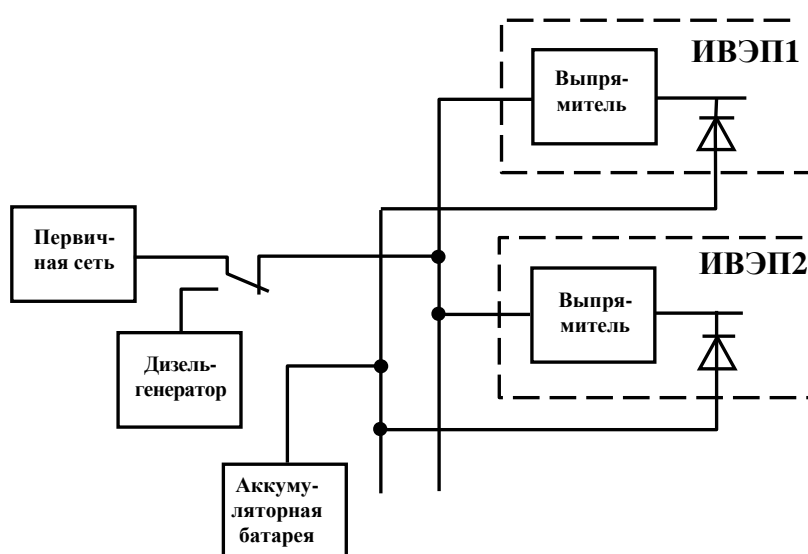 ИВЭП1
Выпря-
митель
Первич-
ная сеть
ИВЭП2
Выпря-
митель
Дизель-
генератор
Аккуму-
ляторная
батарея